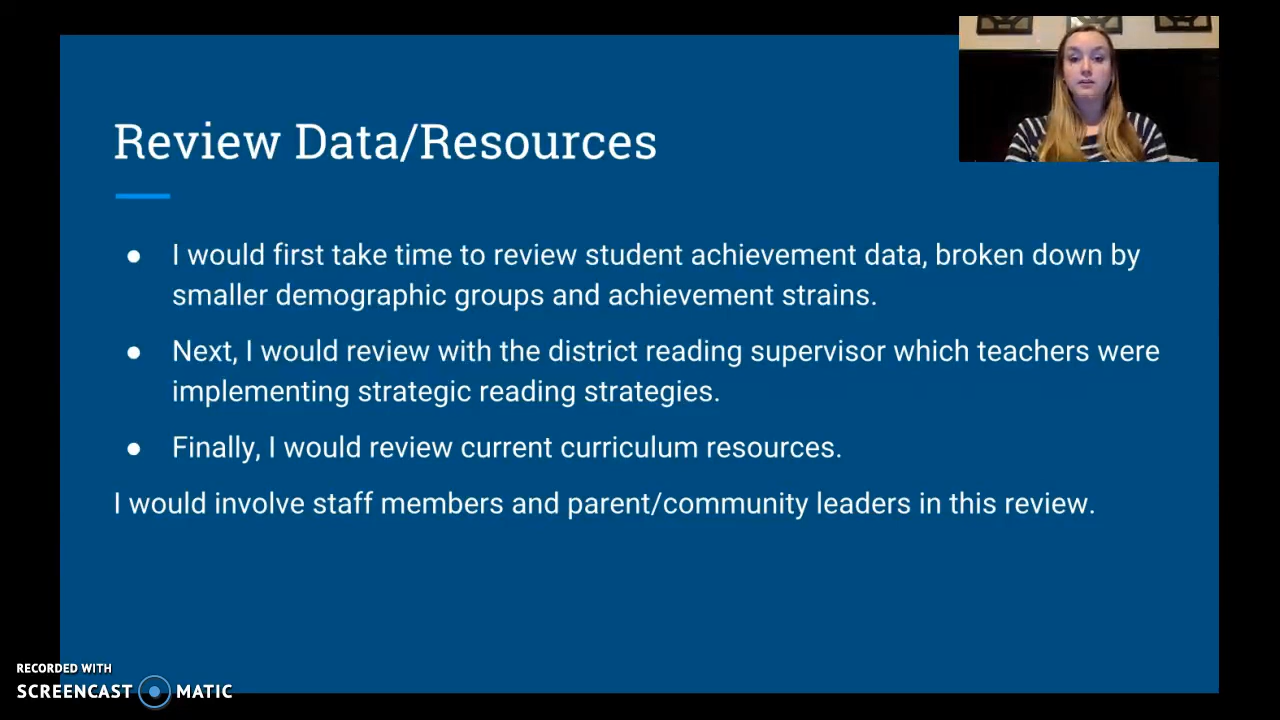 Review Data/Resources
● I would first take time to review student achievement data, broken down by
smaller demographic groups and achievement strains.
● Next, I would review with the district reading supervisor which teachers were
implementing strategic reading strategies.
● Finally, I would review current curriculum resources.
I would involve staff members and parent/community leaders in this review.
RECORDED WITH
SCREENCAST MATIC